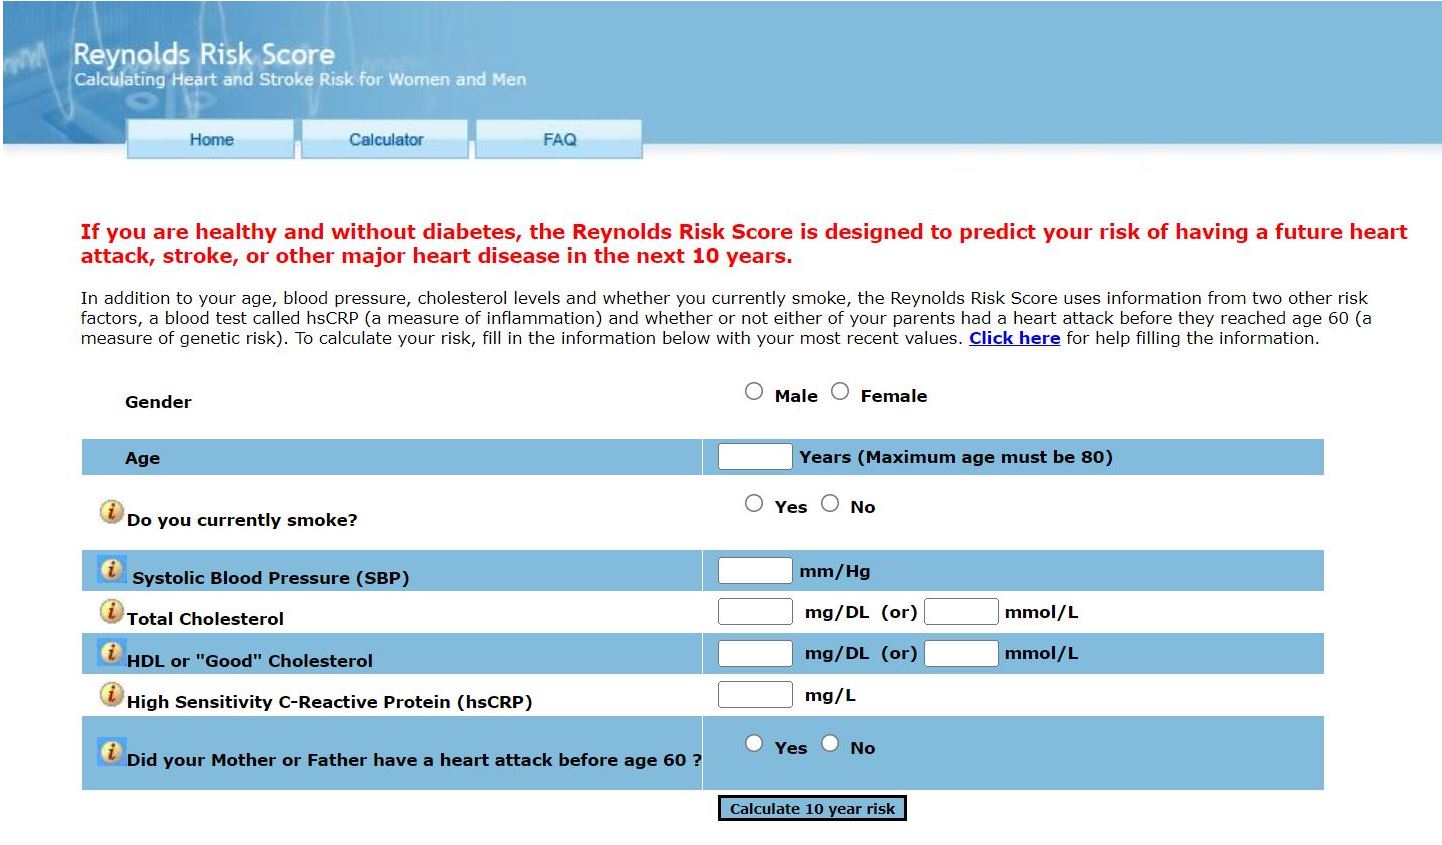 Reynolds Risk Score
Calculating Heart and Stroke Risk for Women and Men
Home Calculator FAQ
If you are healthy and without diabetes, the Reynolds Risk Score is designed to predict your risk of having a future heart
attack, stroke, or other major heart disease in the next 10 years.
In addition to your age, blood pressure, cholesterol levels and whether you currently smoke, the Reynolds Risk Score uses information from two other risk
factors, a blood test called hsCRP (a measure of inflammation) and whether or not either of your parents had a heart attack before they reached age 60 (a
measure of genetic risk). To calculate your risk, fill in the information below with your most recent values. Click here for help filling the information.
Gender Male Female
Age Years (Maximum age must be 80)
i Do you currently smoke? Yes No
i Systolic Blood Pressure (SBP) mm/Hg
i Total Cholesterol mg/DL (or) mmol/L
i HDL or "Good" Cholesterol mg/DL (or) mmol/L
i High Sensitivity C-Reactive Protein (hsCRP) mg/L
i Did your Mother or Father have a heart attack before age 60 ? Yes No
Calculate 10 year risk